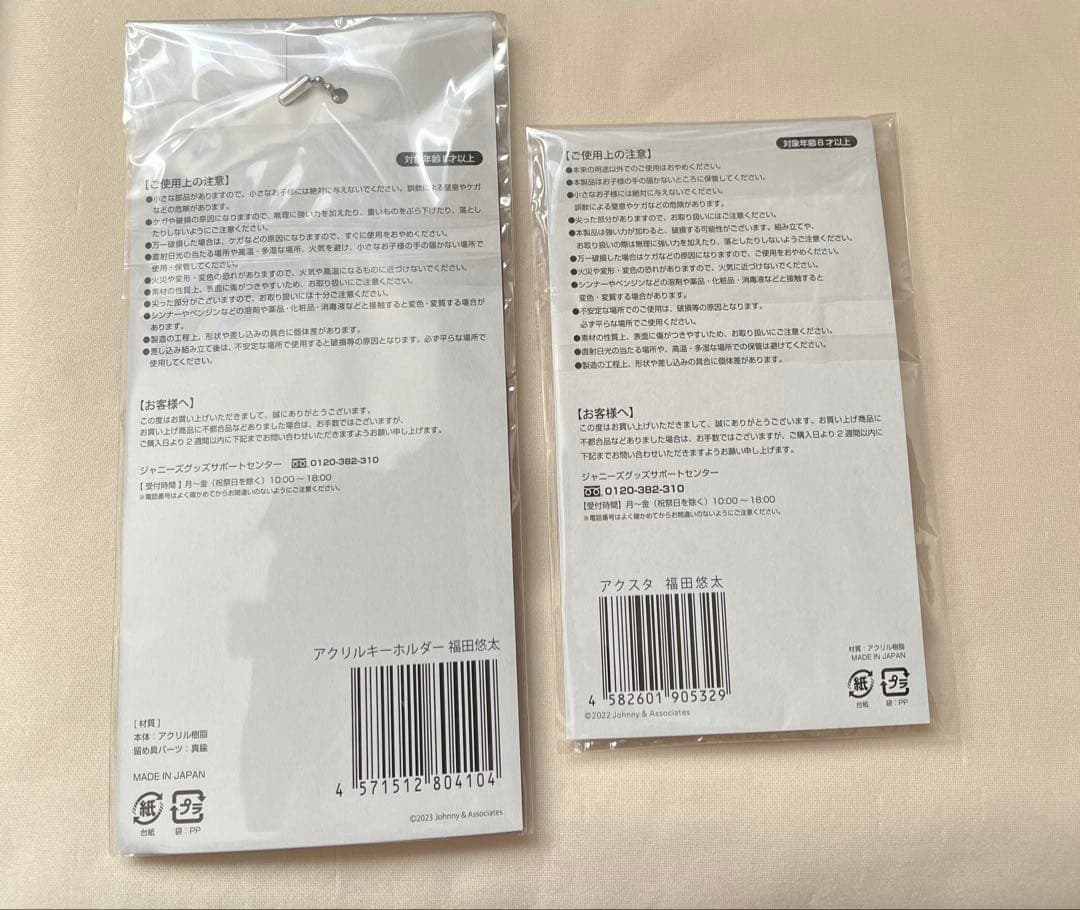 対象年齢8才以上
【ご使用上の注意】
●小さな部品がありますので、小さなお子様には絶対に与えないでください。誤飲による窒息やケガ
などの危険があります。
●ケガや破損の原因になりますので、無理に強い力を加えたり、重いものをぶら下げたり、落とし
たりしないようにご注意ください。
●万一破損した場合は、ケガなどの原因になりますので、すぐに使用をおやめください。
●直射日光の当たる場所や高温・多湿な場所、火気を避け、小さなお子様の手の届かない場所で
使用・保管してください。
●火災や変形・変色の恐れがありますので、火気や高温になるものに近づけないでください。
●素材の性質上、表面に傷がつきやすいため、お取り扱いにご注意ください。
●尖った部分がございますので、お取り扱いには十分ご注意ください。
●シンナーやベンジンなどの溶剤や薬品・化粧品・消毒液などと接触すると変色・変質する場合が
あります。
●製造の工程上、形状や差し込みの具合に個体差があります。
●差し込み組み立て後は、不安定な場所で使用すると破損等の原因となります。必ず平らな場所で
使用してください。
【お客様へ】
この度はお買い上げいただきまして、誠にありがとうございます。
お買い上げ商品に不都合品などありました場合は、お手数ではございますが、
ご購入日より2週間以内に下記までお問い合わせいただきますようお願い申し上げます。
ジャニーズグッズサポートセンター 0120-382-310
【受付時間】月〜金（祝祭日を除く）10:00〜18:00
※電話番号はよく確かめてからお間違いのないようにご注意ください。
アクリルキーホルダー 福田悠太
[材質]
本体：アクリル樹脂
留め具パーツ：真鍮
MADE IN JAPAN
4 571512 804104
紙 プラ
台紙 袋：PP
©2023 Johnny & Associates
対象年齢8才以上
【ご使用上の注意】
●本来の用途以外でのご使用はおやめください。
●本製品はお子様の手の届かないところに保管してください。
●小さなお子様には絶対に与えないでください。
誤飲による窒息やケガなどの危険があります。
●尖った部分がありますので、お取り扱いにはご注意ください。
●本製品は強い力が加わると、破損する可能性がございます。組み立てや、
お取り扱いの際は無理に強い力を加えたり、落としたりしないようご注意ください。
●万一破損した場合はケガなどの原因になりますので、ご使用をおやめください。
●火災や変形・変色の恐れがありますので、火気に近づけないでください。
●シンナーやベンジンなどの溶剤や薬品・化粧品・消毒液などと接触すると
変色・変質する場合があります。
●不安定な場所でのご使用は、破損等の原因となります。
必ず平らな場所でご使用ください。
●素材の性質上、表面に傷がつきやすいため、お取り扱いにご注意ください。
●直射日光の当たる場所や、高温・多湿な場所での保管は避けてください。
●製造の工程上、形状や差し込みの具合に個体差があります。
【お客様へ】
この度はお買い上げいただきまして、誠にありがとうございます。お買い上げ商品に
不都合品などありました場合は、お手数ではございますが、ご購入日より2週間以内に
下記までお問い合わせいただきますようお願い申し上げます。
ジャニーズグッズサポートセンター
0120-382-310
【受付時間】月〜金（祝祭日を除く）10:00〜18:00
※電話番号はよく確かめてからお間違いのないようにご注意ください。
アクスタ 福田悠太
4 582601 905329
©2022 Johnny & Associates
材質：アクリル樹脂
MADE IN JAPAN
紙 プラ
台紙 袋：PP